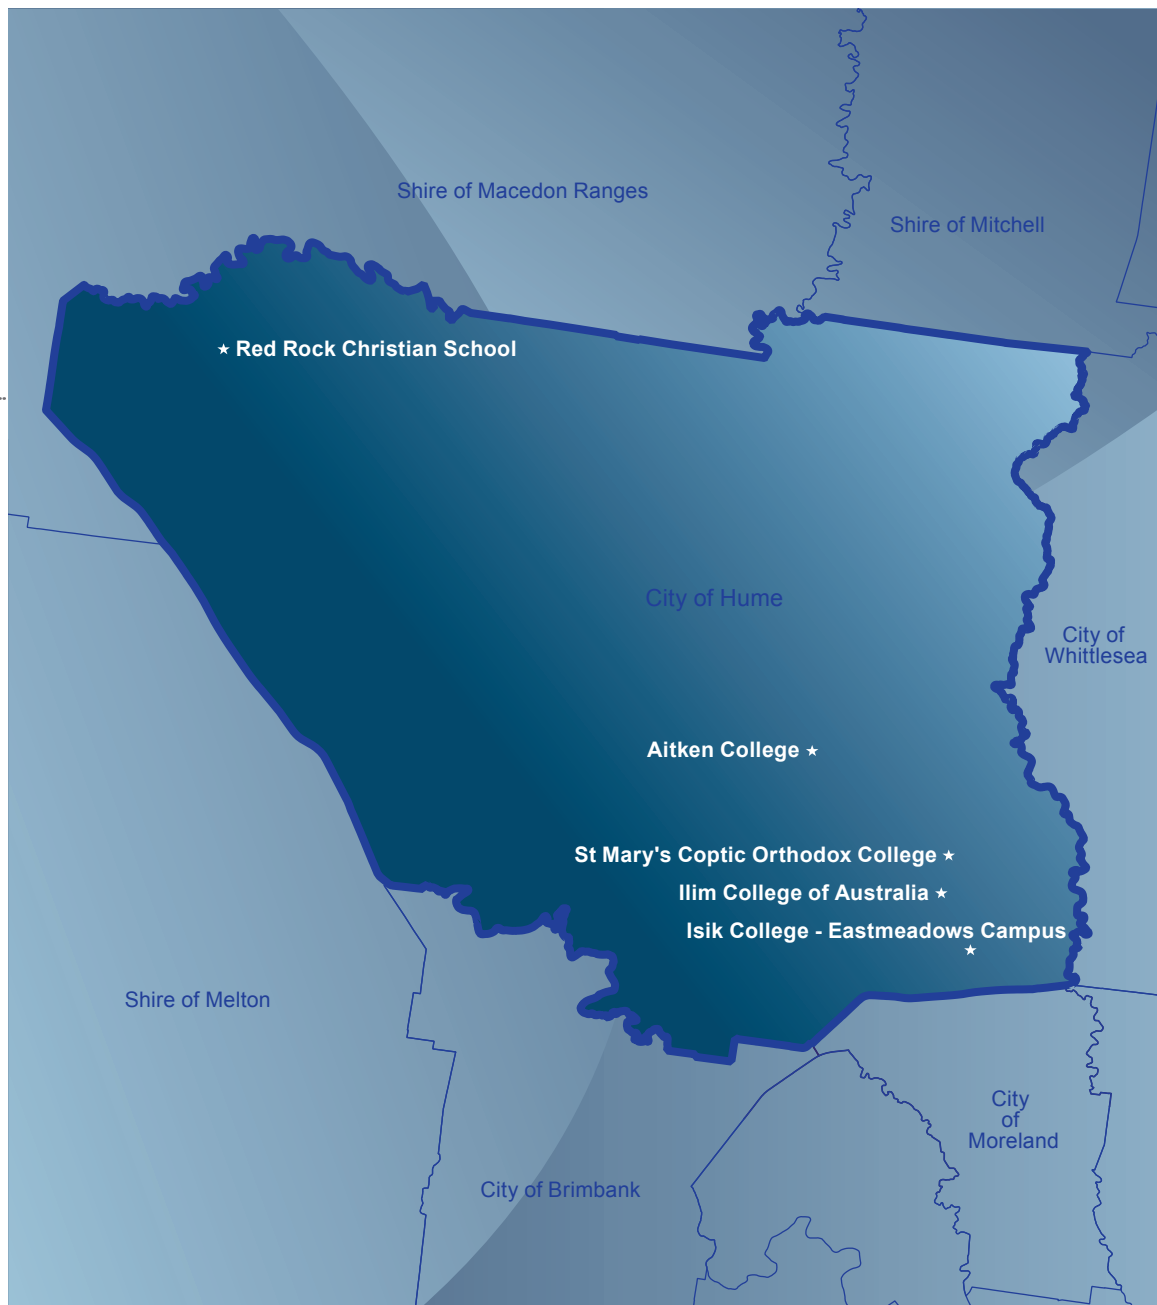 Shire of Macedon Ranges
Shire of Mitchell
Red Rock Christian School
City of Hume
City of
Whittlesea
Aitken College
St Mary's Coptic Orthodox College
Ilim College of Australia
Isik College - Eastmeadows Campus
Shire of Melton
City
of
Moreland
City of Brimbank